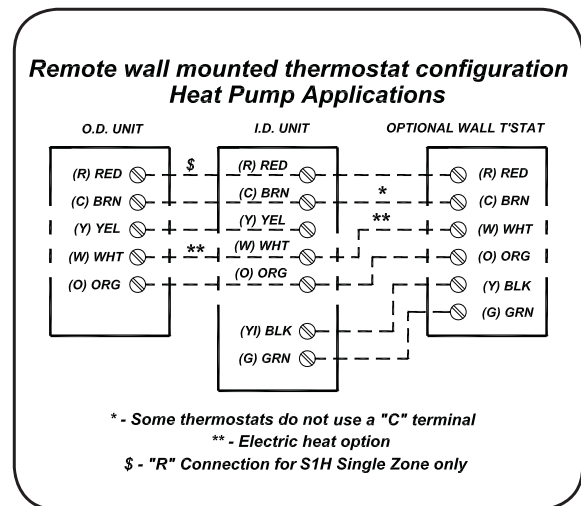 Remote wall mounted thermostat configuration
Heat Pump Applications
O.D. UNIT
I.D. UNIT
OPTIONAL WALL T'STAT
(R) RED
$
(R) RED
(R) RED
(C) BRN
(C) BRN
*
(C) BRN
(Y) YEL
(Y) YEL
**
(W) WHT
(W) WHT
**
(W) WHT
(O) ORG
(O) ORG
(O) ORG
(Y) BLK
(G) GRN
(YI) BLK
(G) GRN
* - Some thermostats do not use a "C" terminal
** - Electric heat option
$ - "R" Connection for S1H Single Zone only